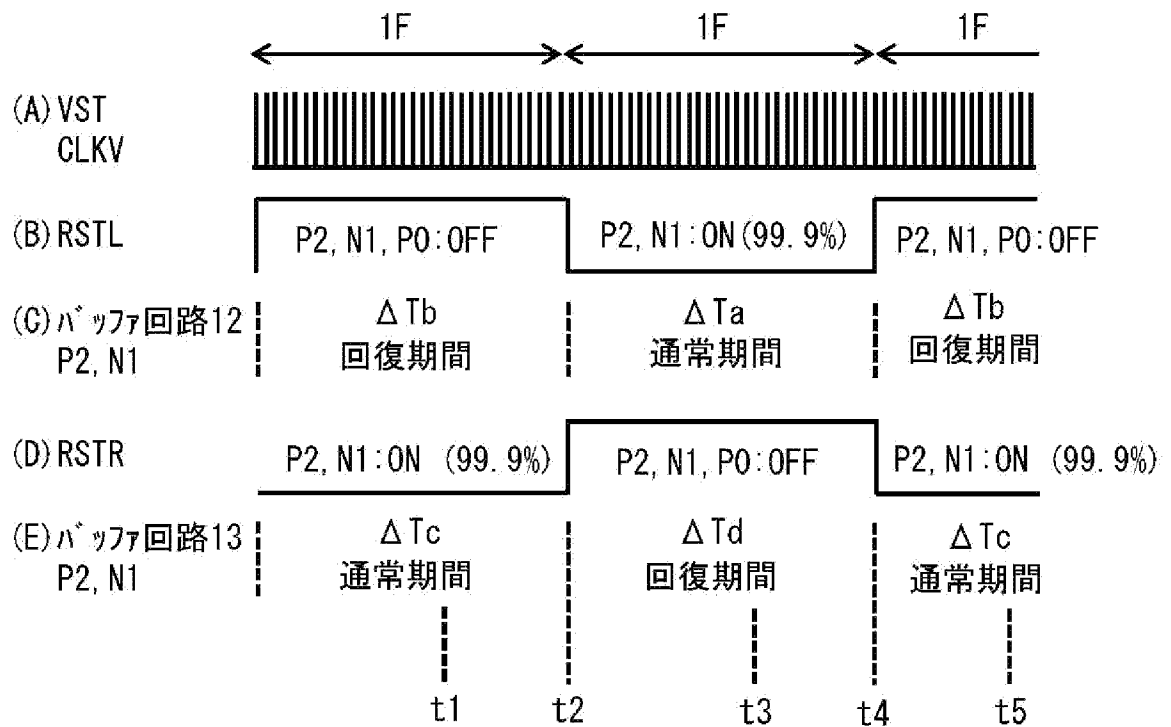 1F 1F 1F
(A) VST
CLKV
(B) RSTL P2, N1, P0:OFF P2, N1:ON(99.9%) P2, N1, P0:OFF
(C) バッファ回路12 ΔTb ΔTa ΔTb
P2, N1 回復期間 通常期間 回復期間
(D) RSTR P2, N1:ON (99.9%) P2, N1, P0:OFF P2, N1:ON (99.9%)
(E) バッファ回路13 ΔTc ΔTd ΔTc
P2, N1 通常期間 回復期間 通常期間
t1 t2 t3 t4 t5